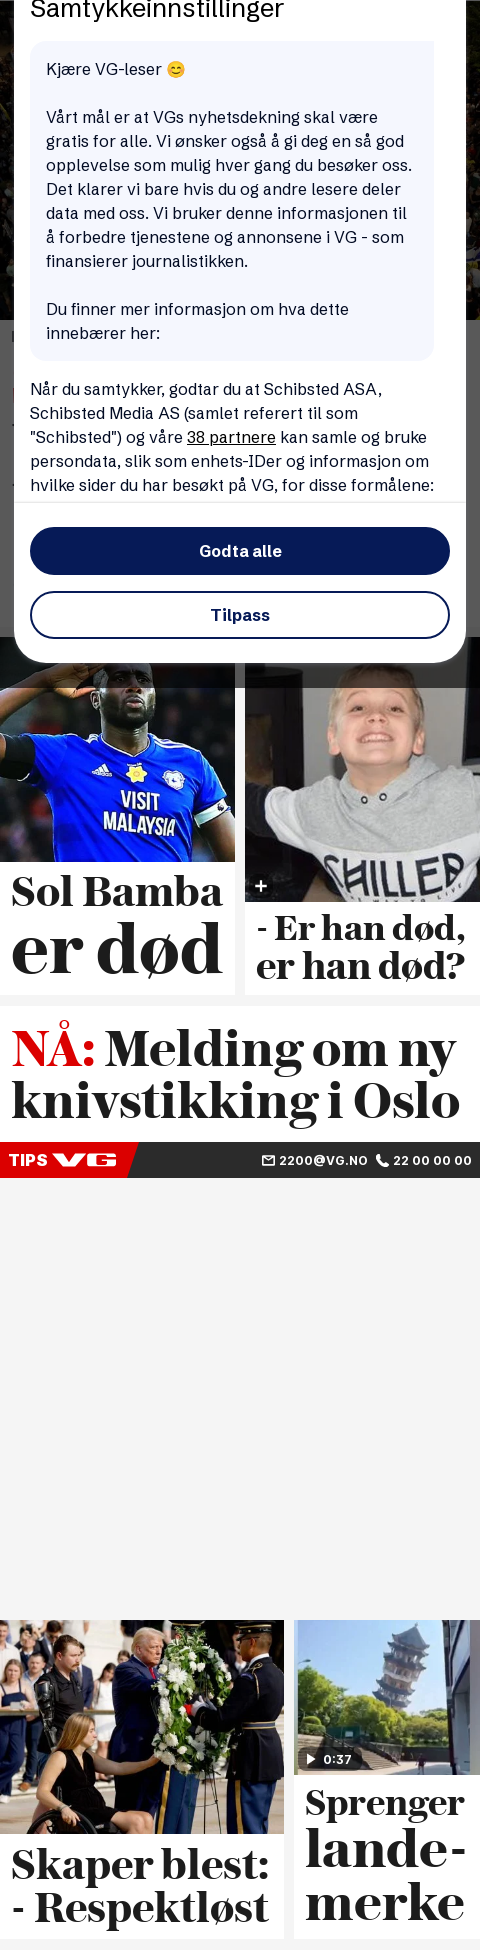 Samtykkeinnstillinger
Kjære VG-leser 😊
Vårt mål er at VGs nyhetsdekning skal være
gratis for alle. Vi ønsker også å gi deg en så god
opplevelse som mulig hver gang du besøker oss.
Det klarer vi bare hvis du og andre lesere deler
data med oss. Vi bruker denne informasjonen til
å forbedre tjenestene og annonsene i VG - som
finansierer journalistikken.
Du finner mer informasjon om hva dette
innebærer her:
Når du samtykker, godtar du at Schibsted ASA,
Schibsted Media AS (samlet referert til som
"Schibsted") og våre 38 partnere kan samle og bruke
persondata, slik som enhets-IDer og informasjon om
hvilke sider du har besøkt på VG, for disse formålene:
Godta alle
Tilpass
VISIT
MALAYSIA
CHILLER
Sol Bamba
er død
- Er han død,
er han død?
NÅ: Melding om ny
knivstikking i Oslo
TIPS VG 2200@VG.NO 22 00 00 00
0:37
Skaper blest:
- Respektløst
Sprenger
lande-
merke